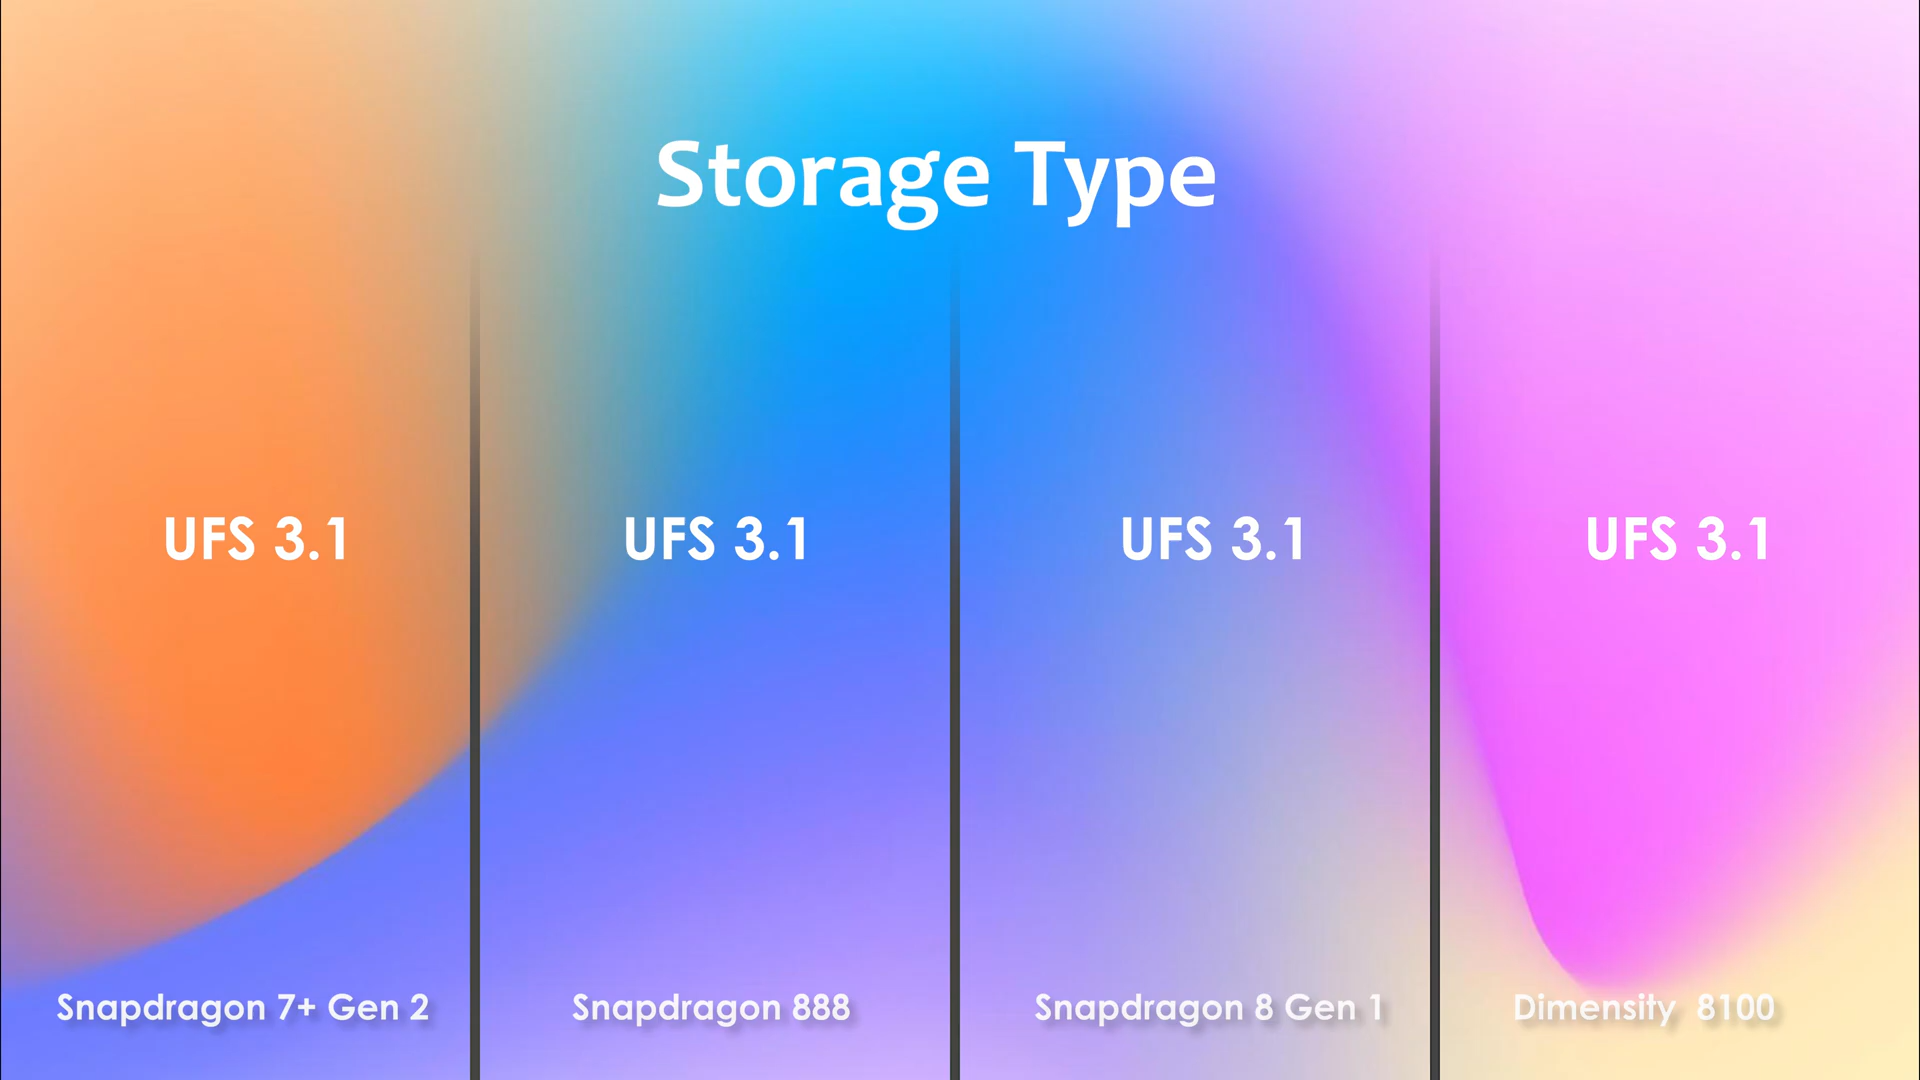 Storage Type
UFS 3.1
UFS 3.1
UFS 3.1
UFS 3.1
Snapdragon 7+ Gen 2
Snapdragon 888
Snapdragon 8 Gen 1
Dimensity 8100